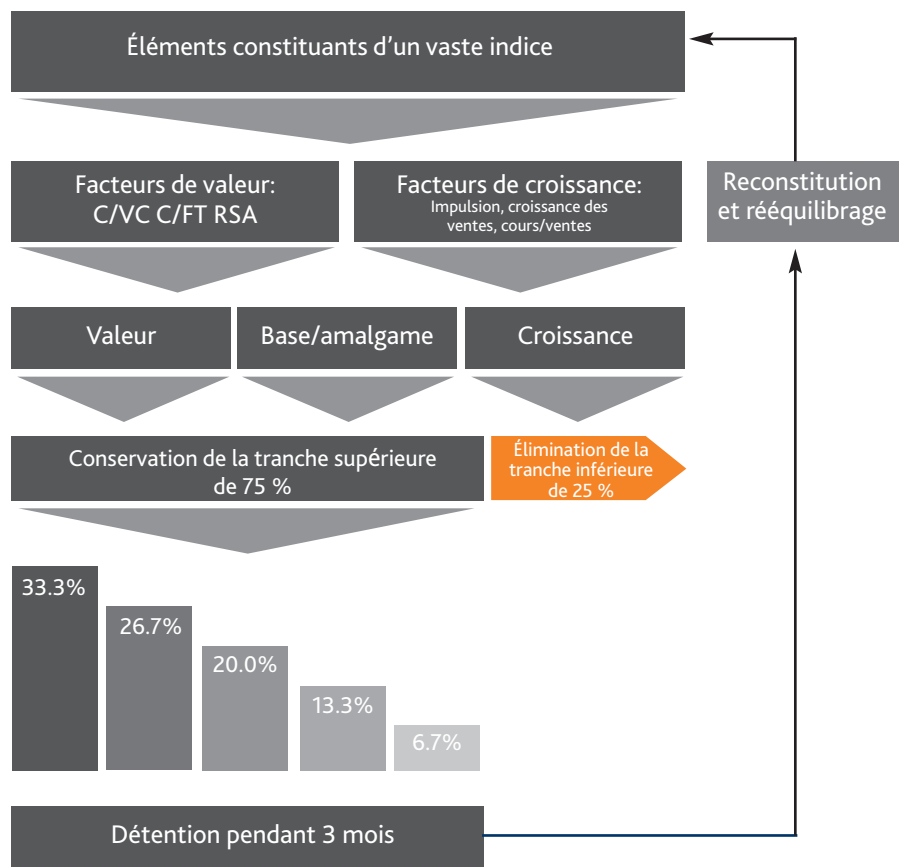 Éléments constituants d'un vaste indice
Facteurs de valeur:
C/VC C/FT RSA
Facteurs de croissance:
Impulsion, croissance des
ventes, cours/ventes
Reconstitution
et rééquilibrage
Valeur
Base/amalgame
Croissance
Conservation de la tranche supérieure
de 75 %
Élimination de la
tranche inférieure
de 25 %
33.3%
26.7%
20.0%
13.3%
6.7%
Détention pendant 3 mois